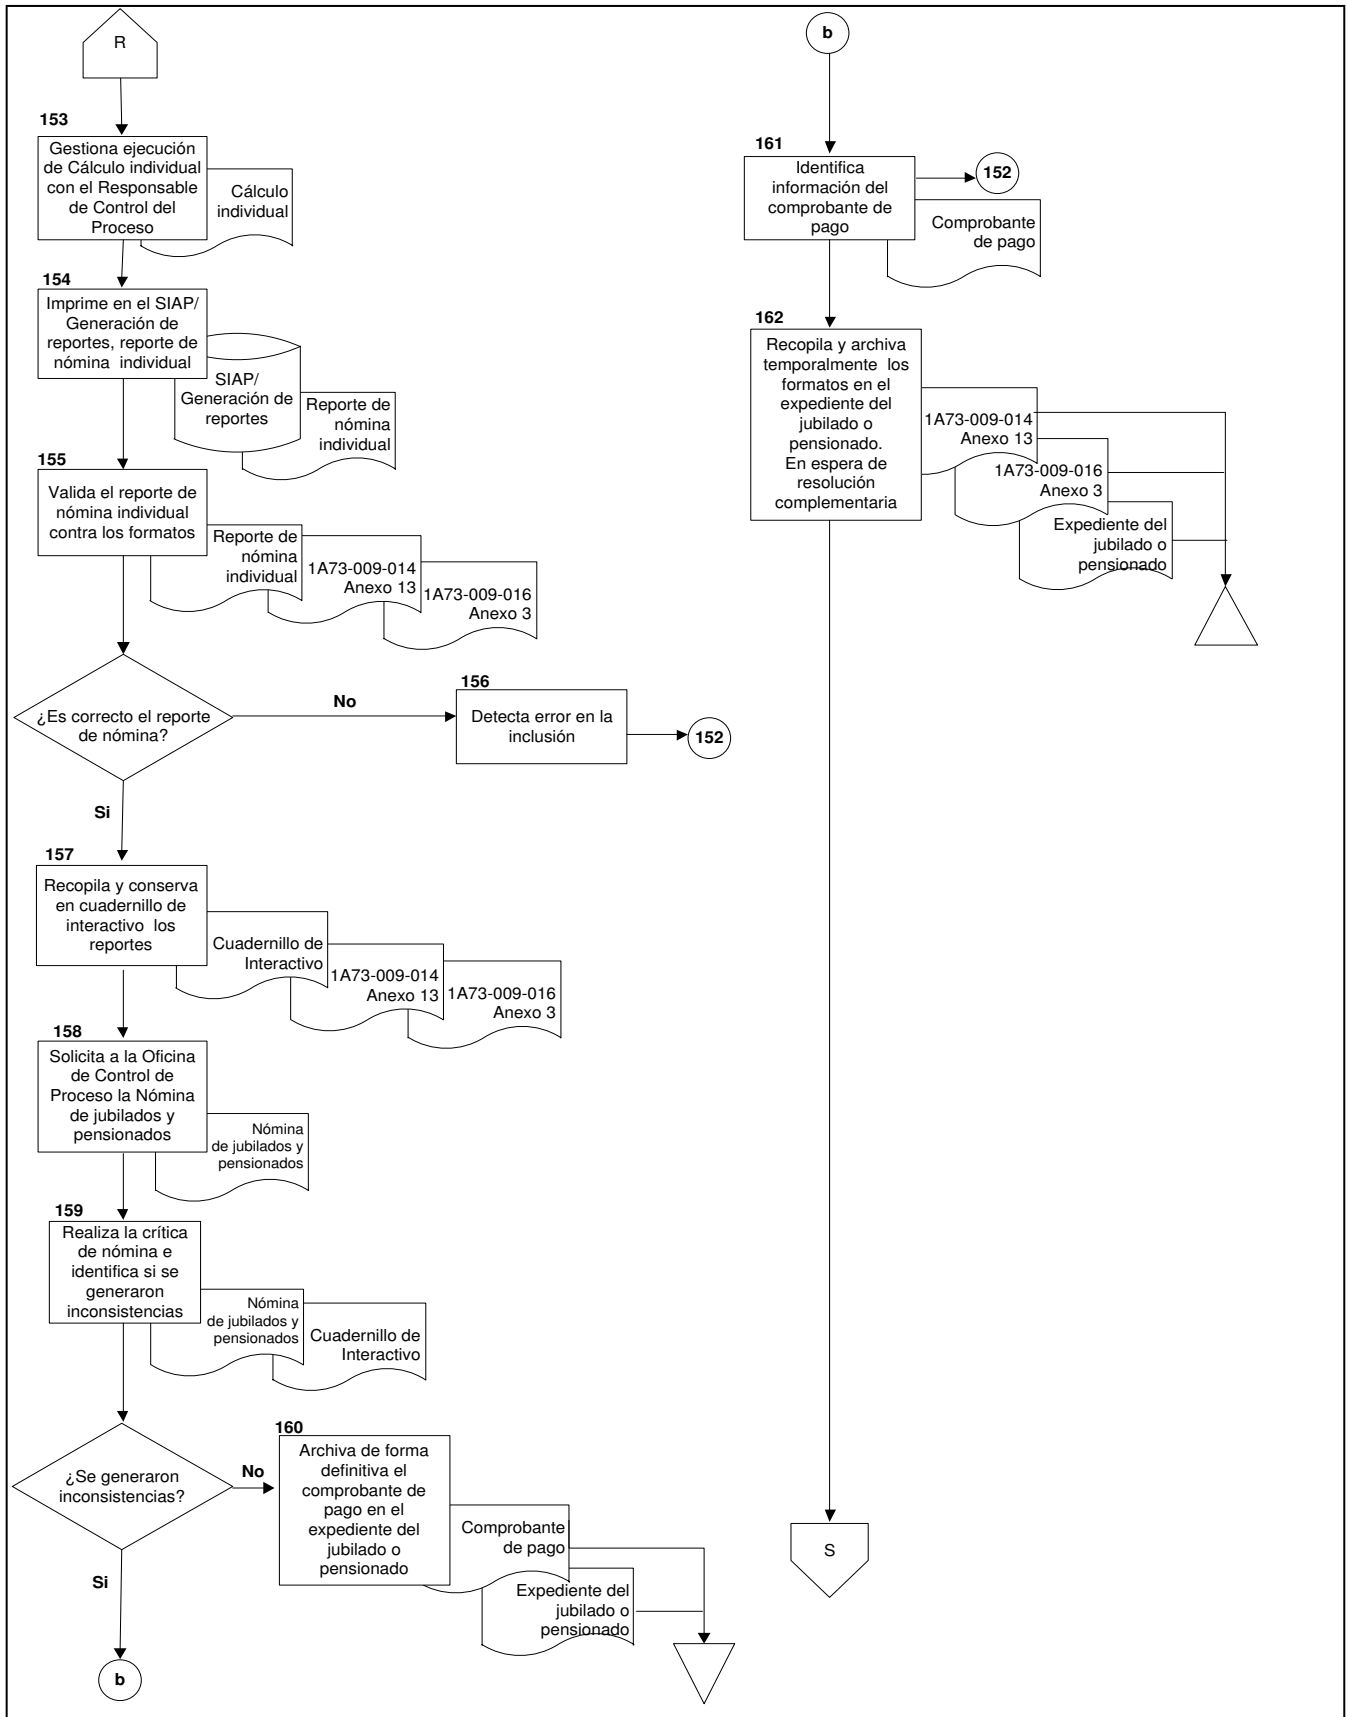 R
153
Gestiona ejecución
de Cálculo individual
con el Responsable
de Control del
Proceso
Cálculo
individual
154
Imprime en el SIAP/
Generación de
reportes, reporte de
nómina individual
SIAP/
Generación de
reportes
Reporte de
nómina
individual
155
Valida el reporte de
nómina individual
contra los formatos
Reporte de
nómina
individual
1A73-009-014
Anexo 13
1A73-009-016
Anexo 3
¿Es correcto el reporte
de nómina?
No
156
Detecta error en la
inclusión
152
Si
157
Recopila y conserva
en cuadernillo de
interactivo los
reportes
Cuadernillo de
Interactivo
1A73-009-014
Anexo 13
1A73-009-016
Anexo 3
158
Solicita a la Oficina
de Control de
Proceso la Nómina
de jubilados y
pensionados
Nómina
de jubilados y
pensionados
159
Realiza la crítica
de nómina e
identifica si se
generaron
inconsistencias
Nómina
de jubilados y
pensionados
Cuadernillo de
Interactivo
¿Se generaron
inconsistencias?
No
160
Archiva de forma
definitiva el
comprobante de
pago en el
expediente del
jubilado o
pensionado
Comprobante
de pago
Expediente del
jubilado o
pensionado
Si
b
b
161
Identifica
información del
comprobante de
pago
152
Comprobante
de pago
162
Recopila y archiva
temporalmente los
formatos en el
expediente del
jubilado o
pensionado.
En espera de
resolución
complementaria
1A73-009-014
Anexo 13
1A73-009-016
Anexo 3
Expediente del
jubilado o
pensionado
S